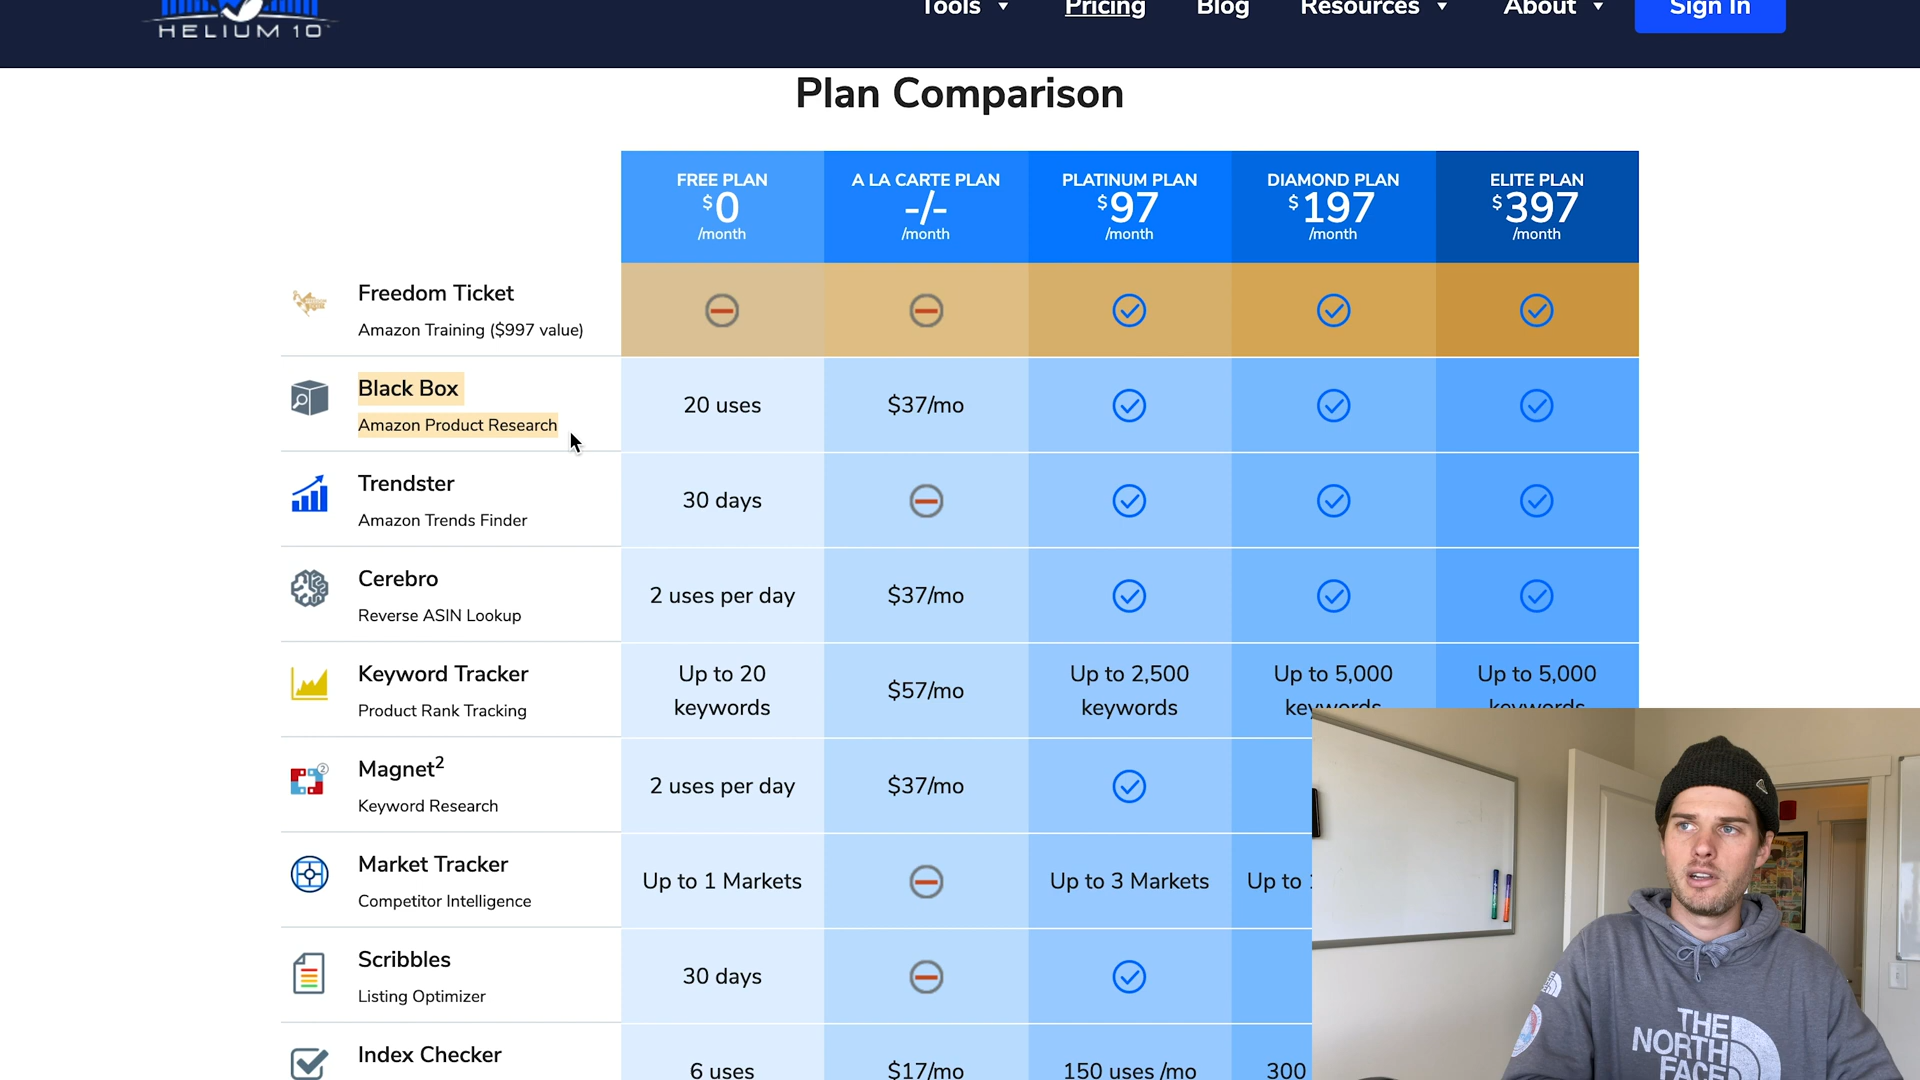 HELIUM 10
Tools Pricing Blog Resources About Sign In
Plan Comparison
FREE PLAN A LA CARTE PLAN PLATINUM PLAN DIAMOND PLAN ELITE PLAN
$0 -/- $97 $197 $397
/month /month /month /month /month
Freedom Ticket
Amazon Training ($997 value)
Black Box
Amazon Product Research
20 uses $37/mo
Trendster
Amazon Trends Finder
30 days
Cerebro
Reverse ASIN Lookup
2 uses per day $37/mo
Keyword Tracker
Product Rank Tracking
Up to 20 keywords $57/mo Up to 2,500 keywords Up to 5,000 keywords Up to 5,000 keywords
Magnet²
Keyword Research
2 uses per day $37/mo
Market Tracker
Competitor Intelligence
Up to 1 Markets Up to 3 Markets Up to
Scribbles
Listing Optimizer
30 days
Index Checker
6 uses $17/mo 150 uses /mo 300
THE
NORTH
FACE